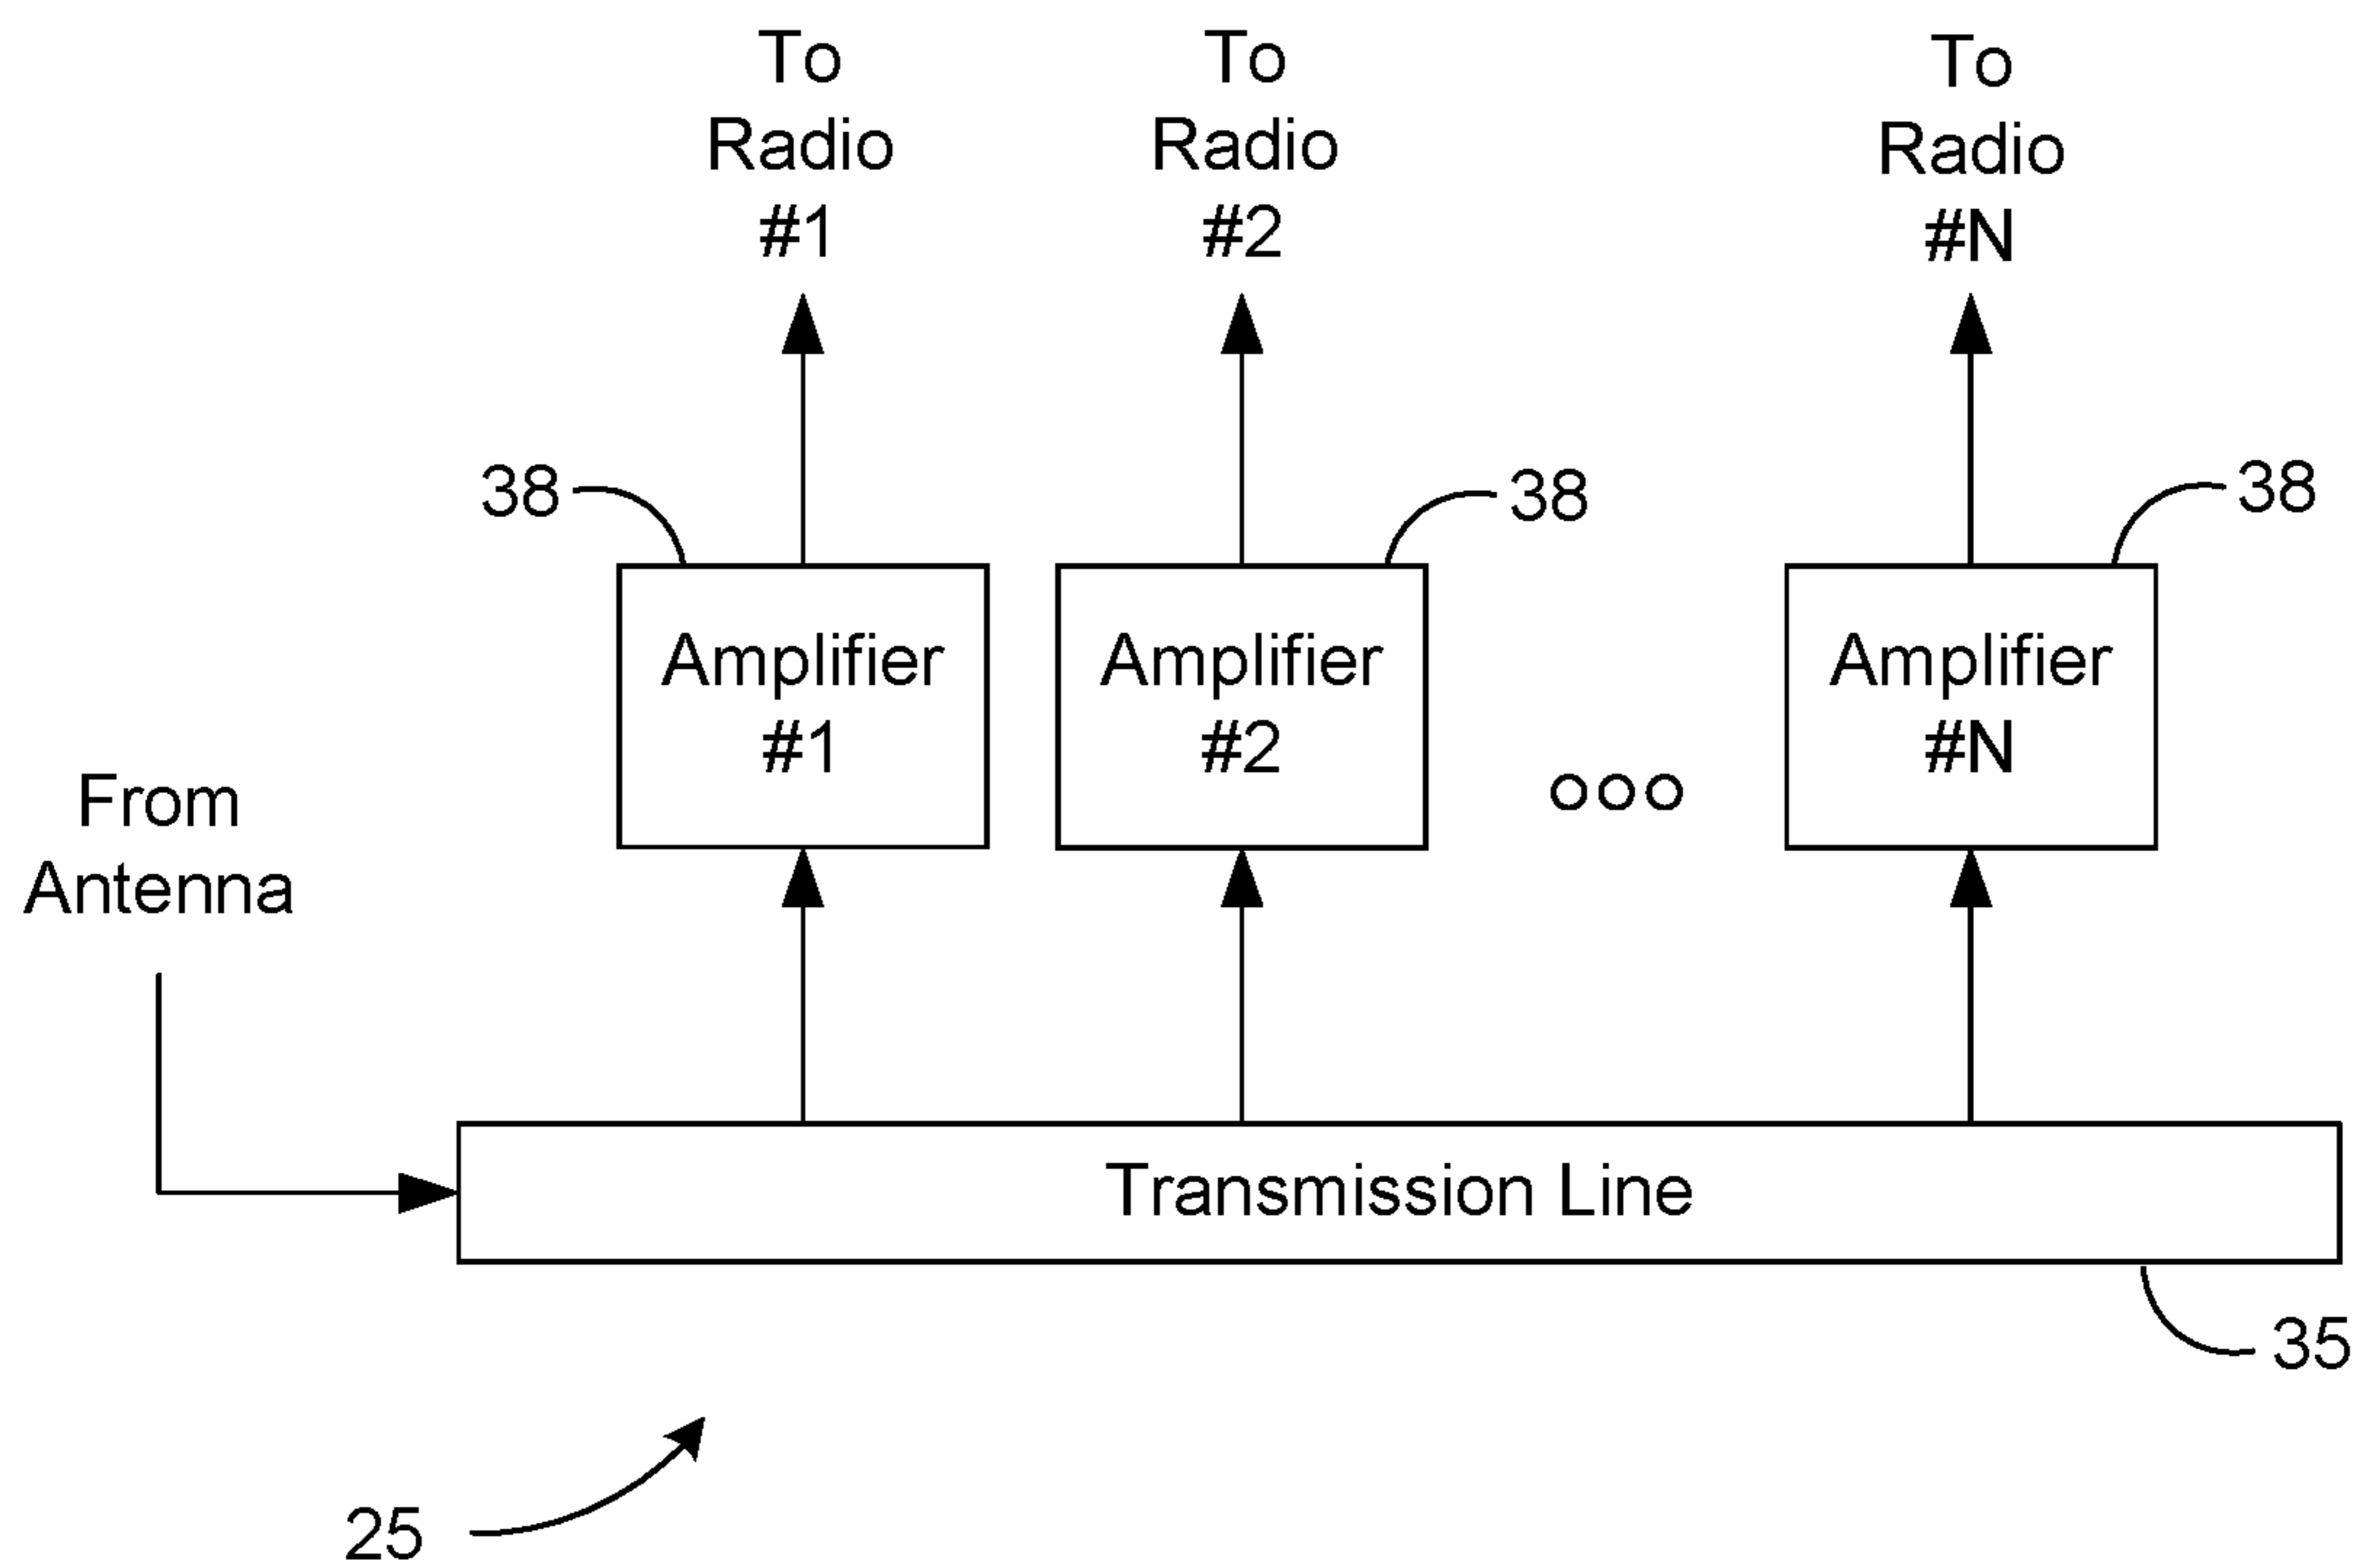 To
Radio
#1
To
Radio
#2
To
Radio
#N
38
38
38
Amplifier
#1
Amplifier
#2
Amplifier
#N
ooo
From
Antenna
Transmission Line
35
25